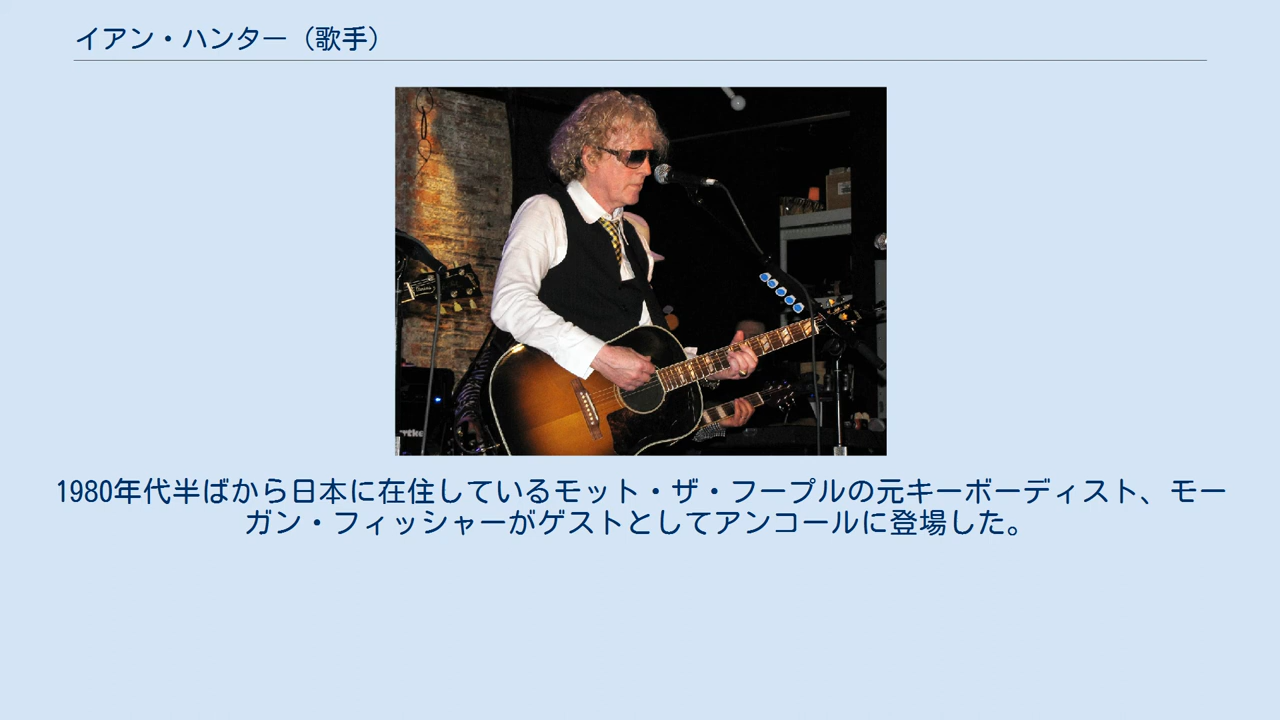 イアン・ハンター（歌手）
1980年代半ばから日本に在住しているモット・ザ・フープルの元キーボーディスト、モー
ガン・フィッシャーがゲストとしてアンコールに登場した。